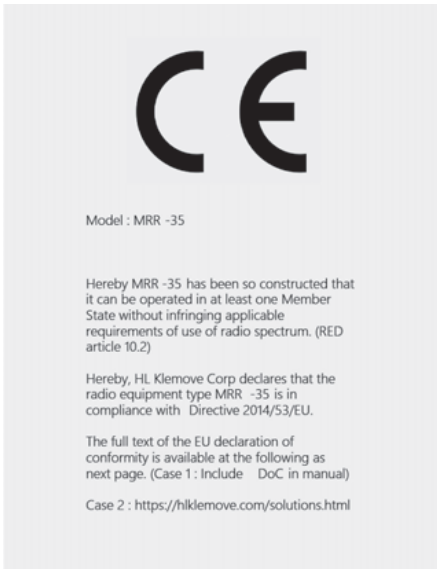 CE
Model : MRR -35
Hereby MRR -35 has been so constructed that
it can be operated in at least one Member
State without infringing applicable
requirements of use of radio spectrum. (RED
article 10.2)
Hereby, HL Klemove Corp declares that the
radio equipment type MRR -35 is in
compliance with Directive 2014/53/EU.
The full text of the EU declaration of
conformity is available at the following as
next page. (Case 1 : Include DoC in manual)
Case 2 : https://hlklemove.com/solutions.html